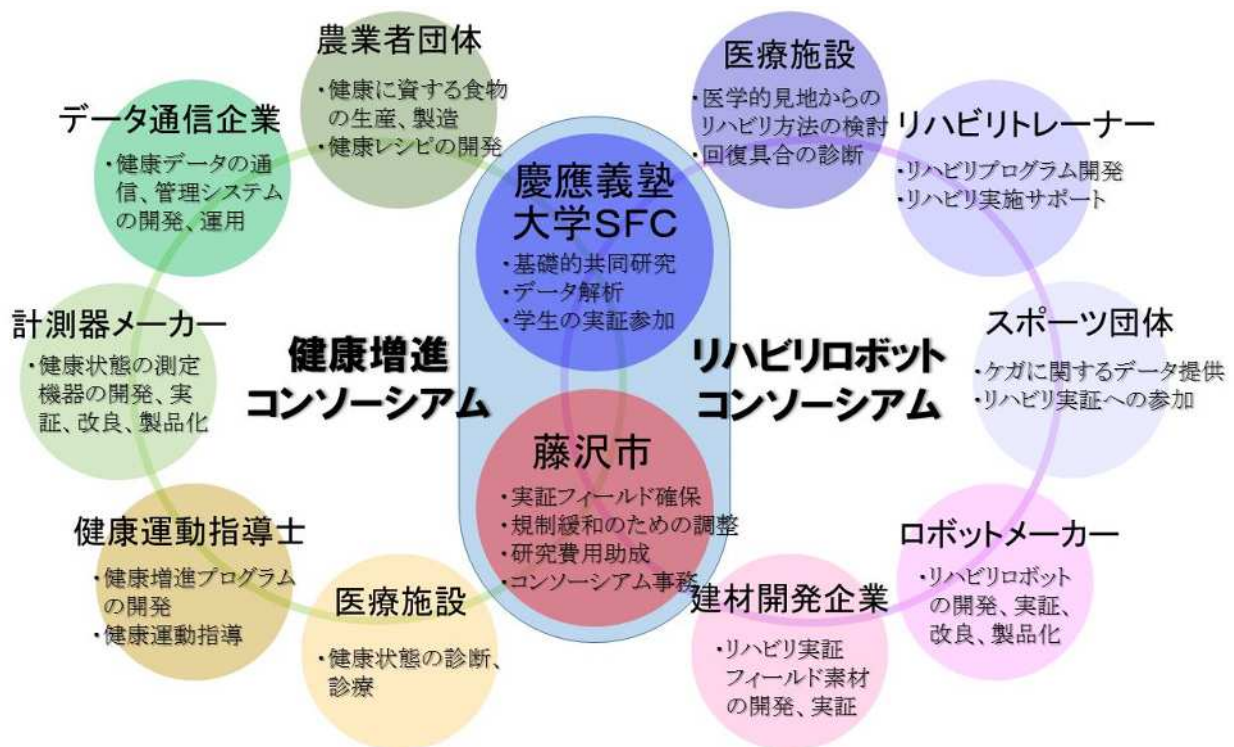 農業者団体
・健康に資する食物
の生産、製造
・健康レシピの開発
データ通信企業
・健康データの通
信、管理システム
の開発、運用
計測器メーカー
・健康状態の測定
機器の開発、実
証、改良、製品化
健康運動指導士
・健康増進プログラム
の開発
・健康運動指導
医療施設
・健康状態の診断、
診療
健康増進
コンソーシアム
慶應義塾
大学SFC
・基礎的共同研究
・データ解析
・学生の実証参加
藤沢市
・実証フィールド確保
・規制緩和のための調整
・研究費用助成
・コンソーシアム事務
リハビリロボット
コンソーシアム
医療施設
・医学的見地からの
リハビリ方法の検討
・回復具合の診断
リハビリトレーナー
・リハビリプログラム開発
・リハビリ実施サポート
スポーツ団体
・ケガに関するデータ提供
・リハビリ実証への参加
ロボットメーカー
・リハビリロボット
の開発、実証、
改良、製品化
建材開発企業
・リハビリ実証
フィールド素材
の開発、実証